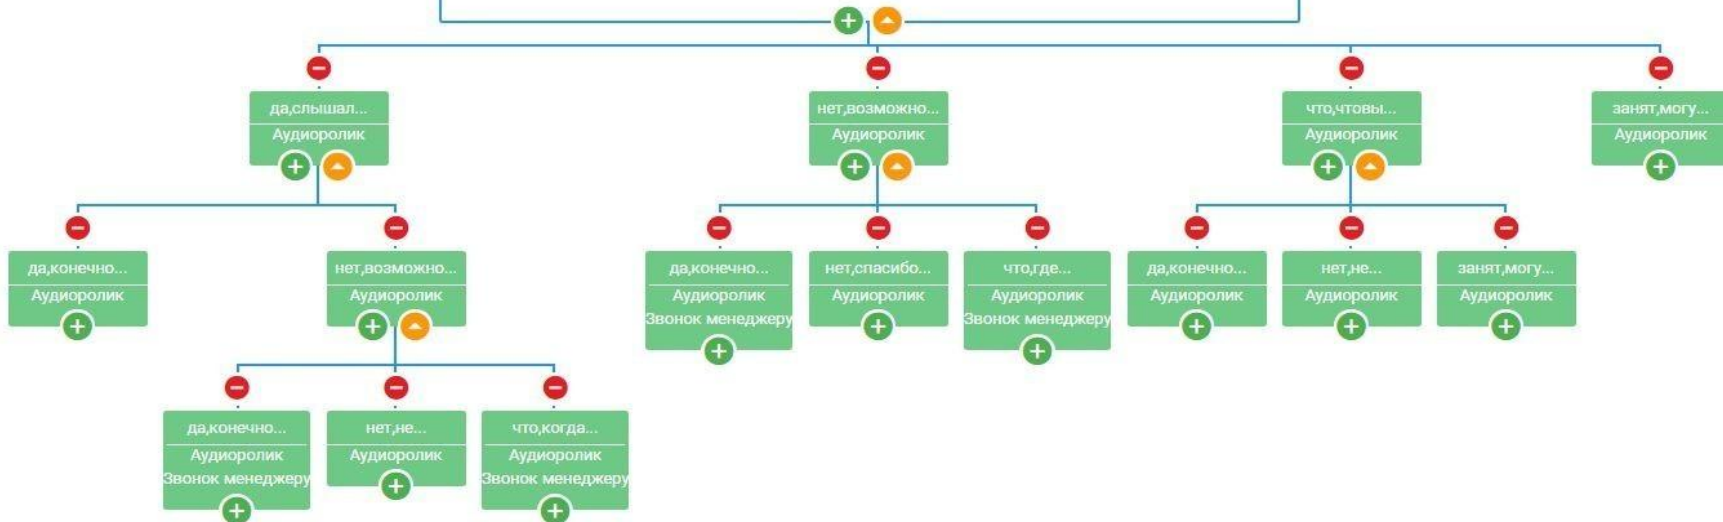 да,слышал...
Аудиоролик
нет,возможно...
Аудиоролик
что,чтовы...
Аудиоролик
занят,могу...
Аудиоролик
да,конечно...
Аудиоролик
нет,возможно...
Аудиоролик
да,конечно...
Аудиоролик
Звонок менеджеру
нет,спасибо...
Аудиоролик
что,где...
Аудиоролик
Звонок менеджеру
да,конечно...
Аудиоролик
нет,не...
Аудиоролик
занят,могу...
Аудиоролик
да,конечно...
Аудиоролик
Звонок менеджеру
нет,не...
Аудиоролик
что,когда...
Аудиоролик
Звонок менеджеру